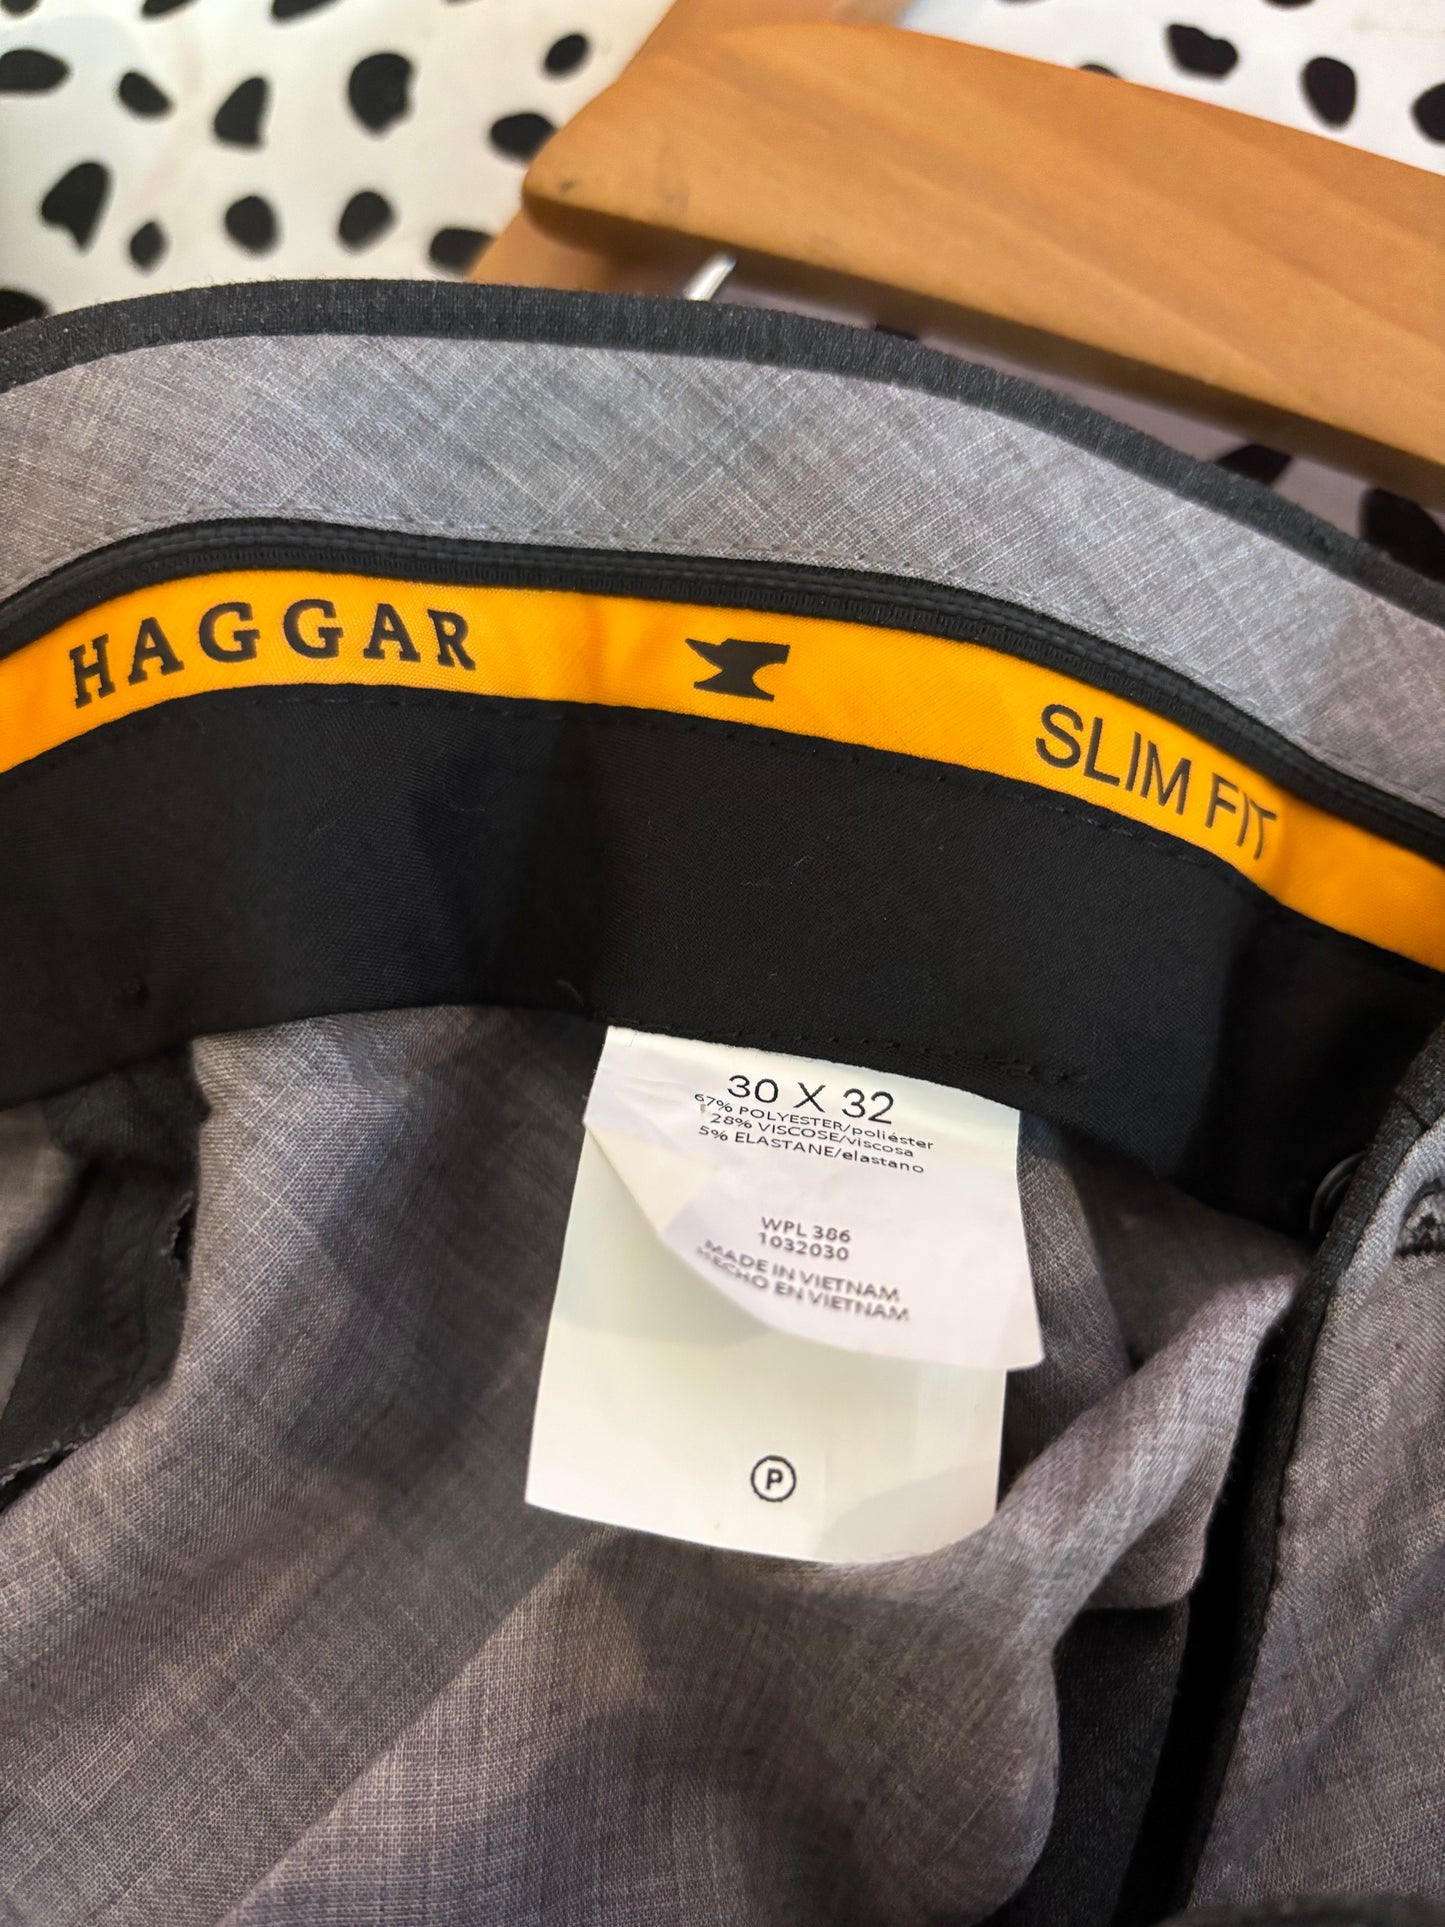 HAGGAR
SLIM FIT
30 X 32
67% POLYESTER/poliéster
28% VISCOSE/viscosa
5% ELASTANE/elastano
WPL 386
1032030
MADE IN VIETNAM
HECHO EN VIETNAM
P